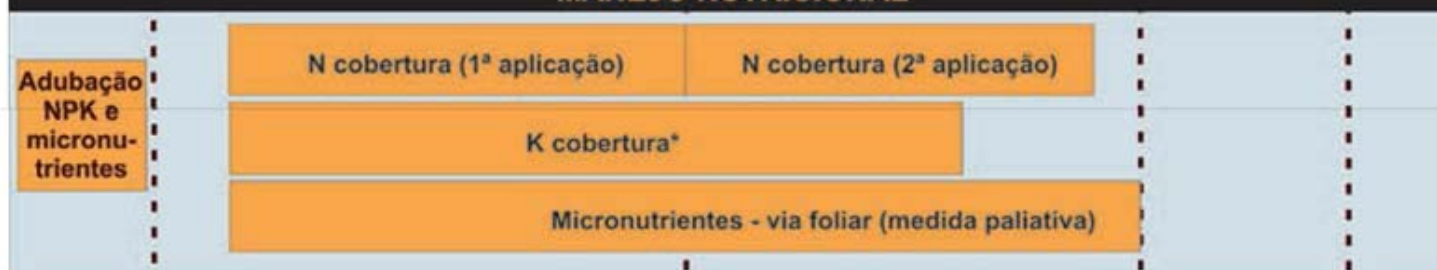 Adubação
NPK e
micronu-
trientes
N cobertura (1ª aplicação)
N cobertura (2ª aplicação)
K cobertura*
Micronutrientes - via foliar (medida paliativa)